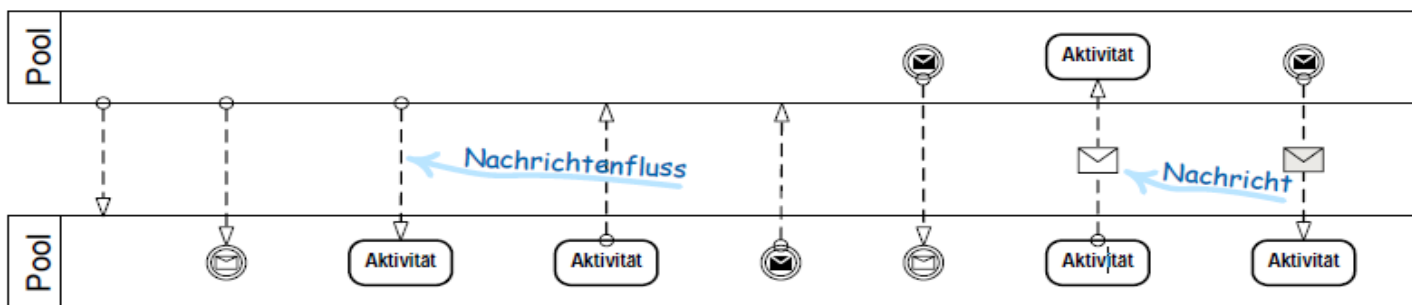 Pool
Aktivität
Nachrichtenfluss
Nachricht
Pool
Aktivität
Aktivität
Aktivität
Aktivität